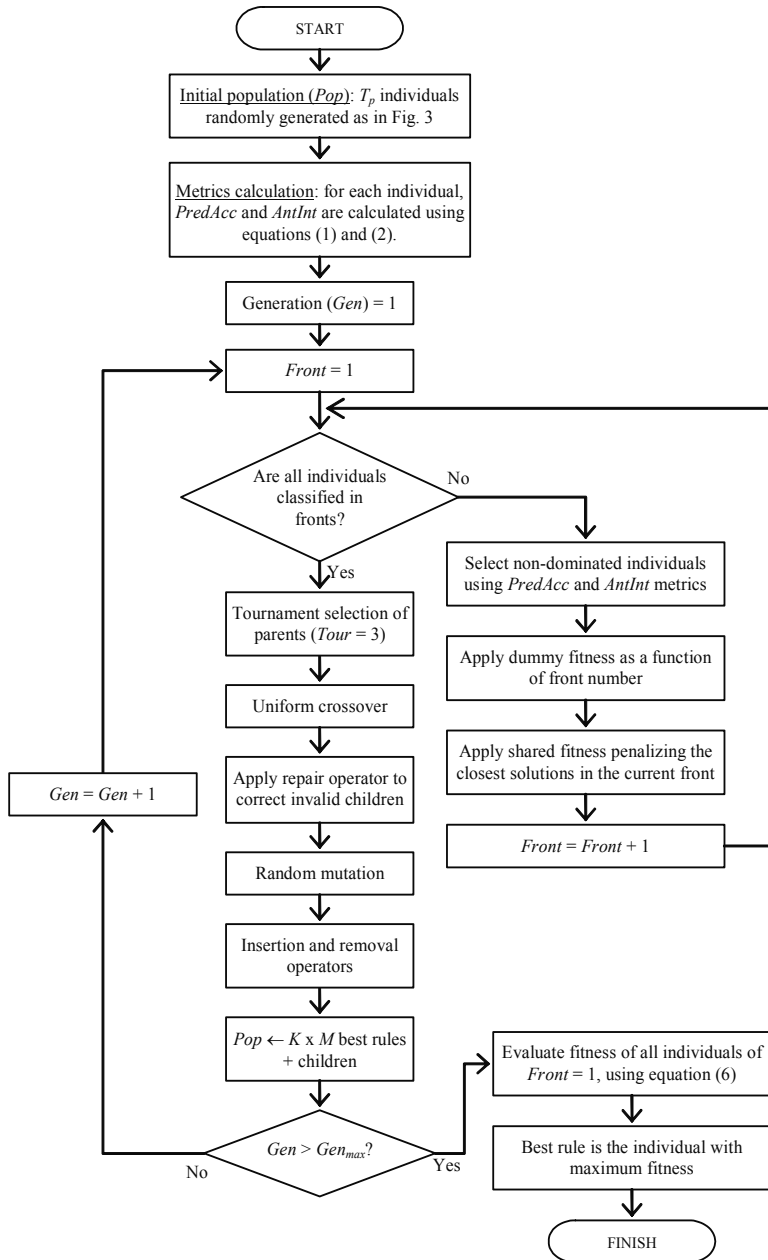 START
Initial population (Pop): Tp individuals
randomly generated as in Fig. 3
Metrics calculation: for each individual,
PredAcc and AntInt are calculated using
equations (1) and (2).
Generation (Gen) = 1
Front = 1
Are all individuals
classified in
fronts?
No
Yes
Select non-dominated individuals
using PredAcc and AntInt metrics
Apply dummy fitness as a function
of front number
Apply shared fitness penalizing the
closest solutions in the current front
Front = Front + 1
Tournament selection of
parents (Tour = 3)
Uniform crossover
Apply repair operator to
correct invalid children
Random mutation
Insertion and removal
operators
Pop ← K x M best rules
+ children
Gen > Genmax?
No
Yes
Gen = Gen + 1
Evaluate fitness of all individuals of
Front = 1, using equation (6)
Best rule is the individual with
maximum fitness
FINISH